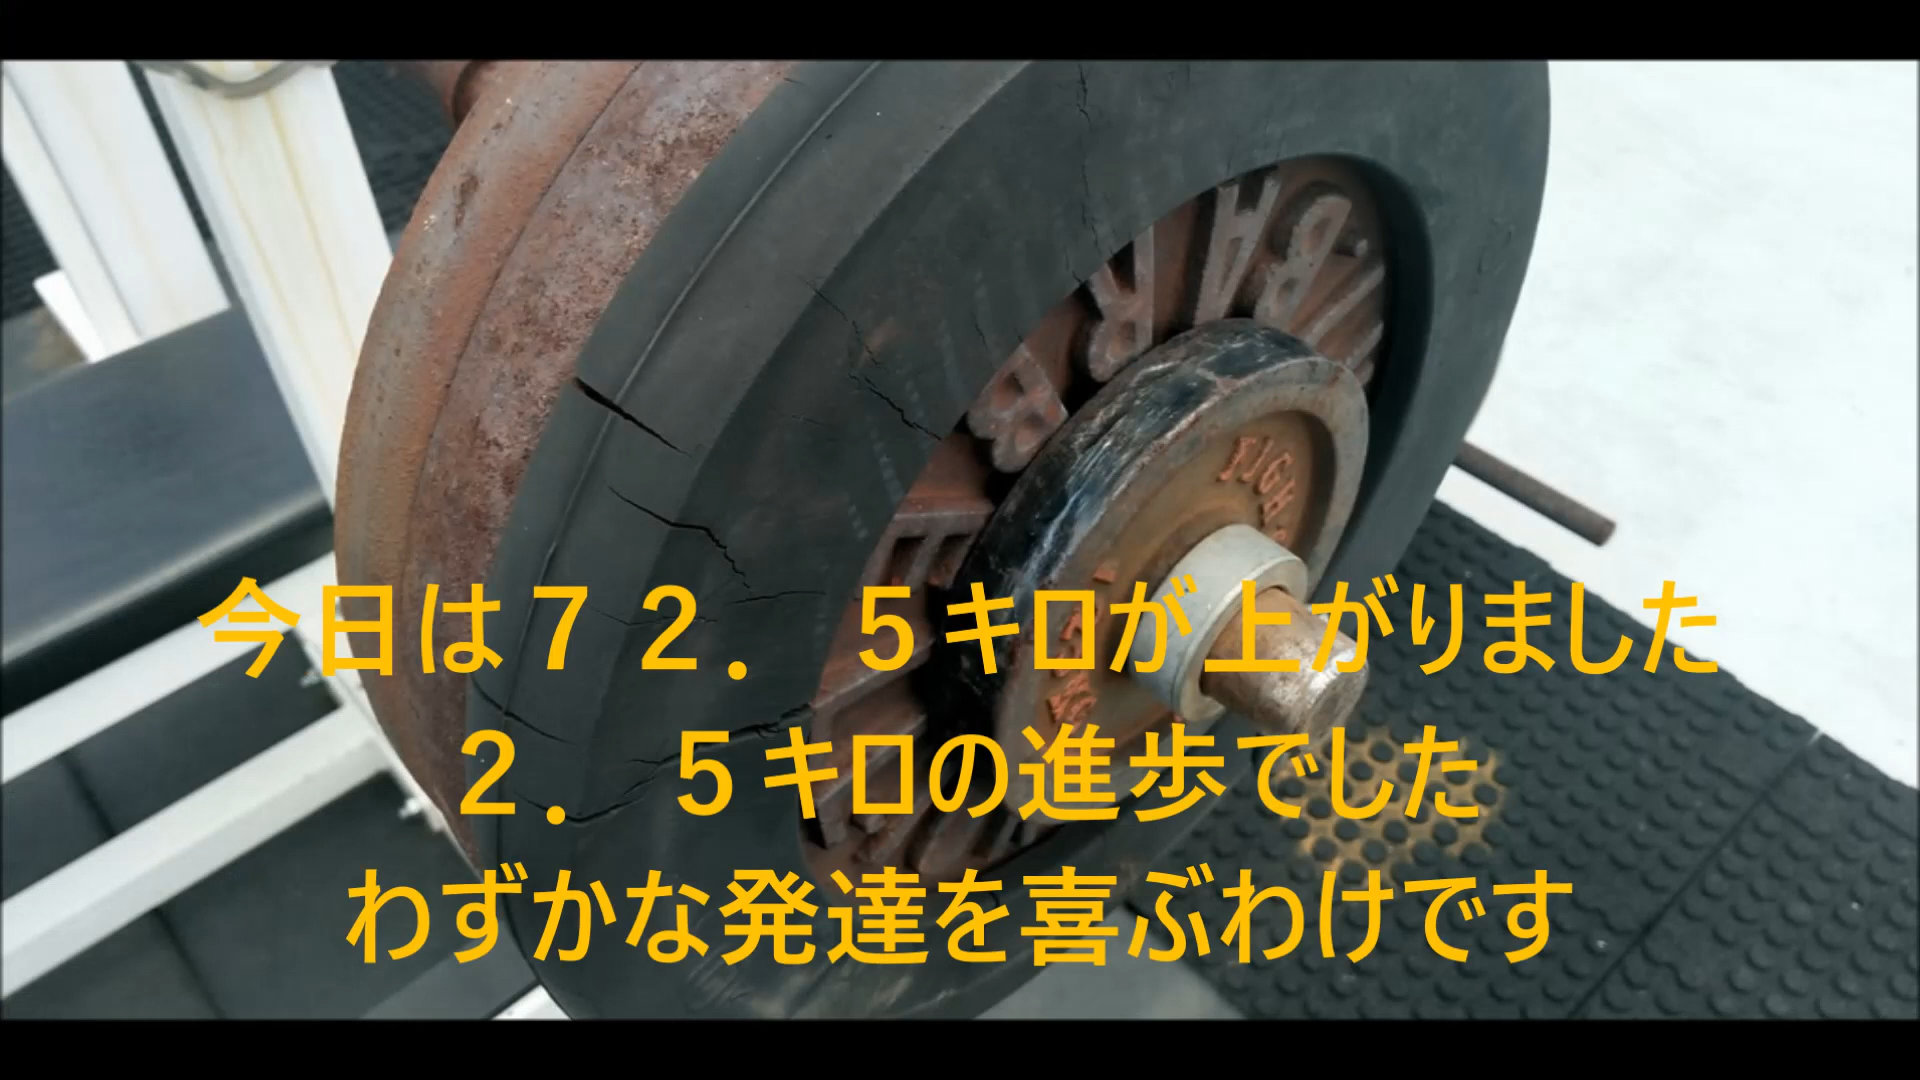 今日は７２．５キロが上がりました
２．５キロの進歩でした
わずかな発達を喜ぶわけです
BAR
FIGH